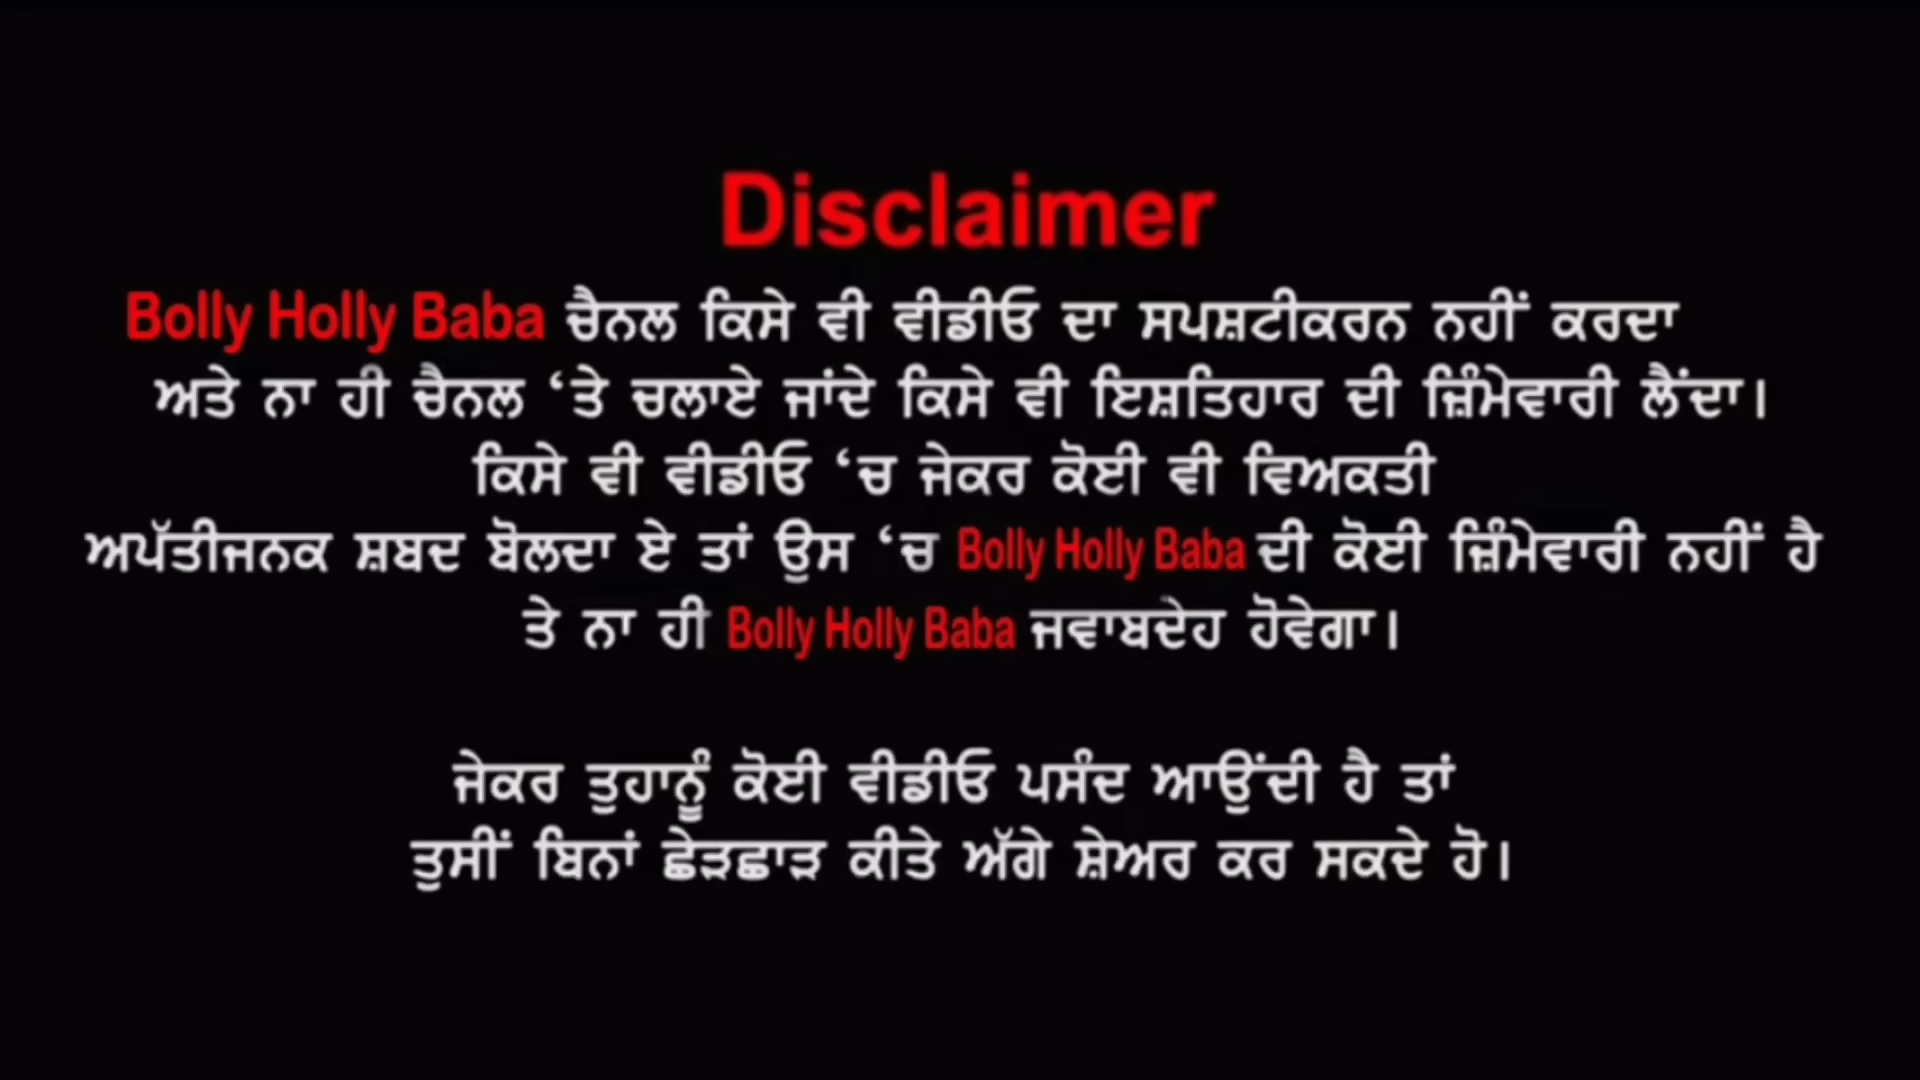 Disclaimer
Bolly Holly Baba ਚੈਨਲ ਕਿਸੇ ਵੀ ਵੀਡੀਓ ਦਾ ਸਪਸ਼ਟੀਕਰਨ ਨਹੀਂ ਕਰਦਾ
ਅਤੇ ਨਾ ਹੀ ਚੈਨਲ ‘ਤੇ ਚਲਾਏ ਜਾਂਦੇ ਕਿਸੇ ਵੀ ਇਸ਼ਤਿਹਾਰ ਦੀ ਜ਼ਿੰਮੇਵਾਰੀ ਲੈਂਦਾ।
ਕਿਸੇ ਵੀ ਵੀਡੀਓ ‘ਚ ਜੇਕਰ ਕੋਈ ਵੀ ਵਿਅਕਤੀ
ਅਪੱਤੀਜਨਕ ਸ਼ਬਦ ਬੋਲਦਾ ਏ ਤਾਂ ਉਸ ‘ਚ Bolly Holly Baba ਦੀ ਕੋਈ ਜ਼ਿੰਮੇਵਾਰੀ ਨਹੀਂ ਹੈ
ਤੇ ਨਾ ਹੀ Bolly Holly Baba ਜਵਾਬਦੇਹ ਹੋਵੇਗਾ।
ਜੇਕਰ ਤੁਹਾਨੂੰ ਕੋਈ ਵੀਡੀਓ ਪਸੰਦ ਆਉਂਦੀ ਹੈ ਤਾਂ
ਤੁਸੀਂ ਬਿਨਾਂ ਛੇੜਛਾੜ ਕੀਤੇ ਅੱਗੇ ਸ਼ੇਅਰ ਕਰ ਸਕਦੇ ਹੋ।